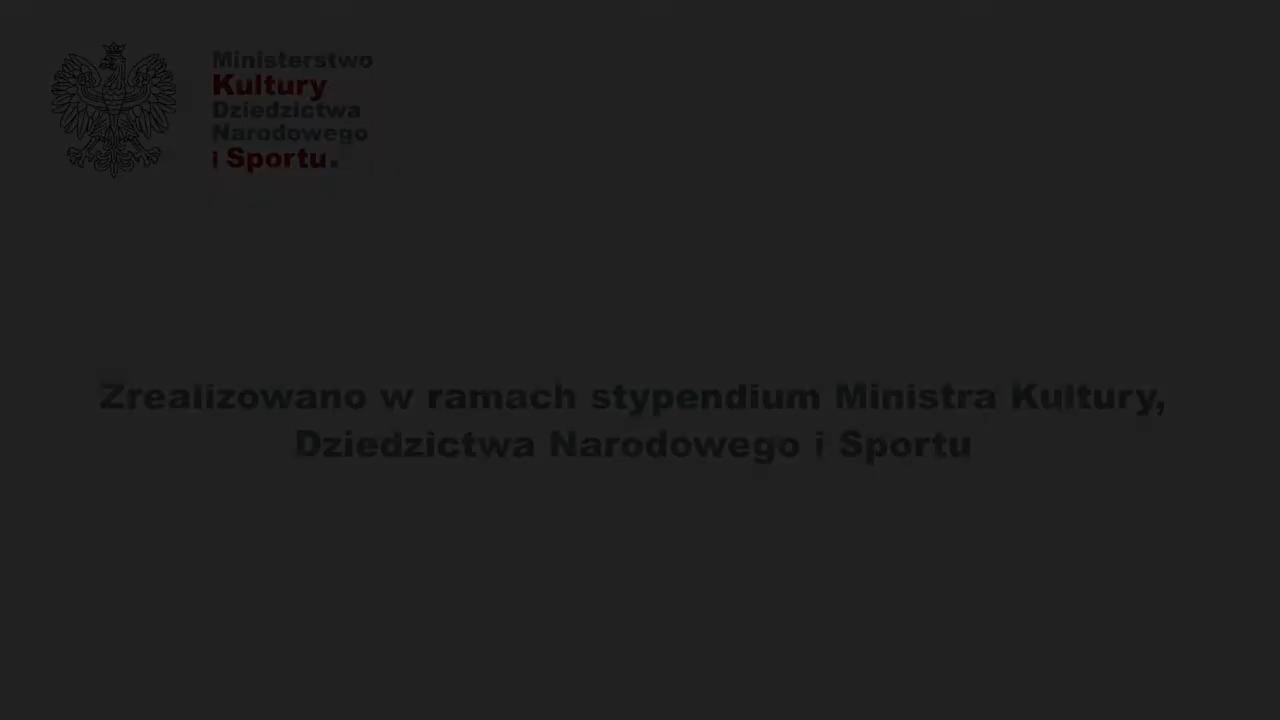 Ministerstwo
Kultury
Dziedzictwa
Narodowego
i Sportu.
Zrealizowano w ramach stypendium Ministra Kultury,
Dziedzictwa Narodowego i Sportu